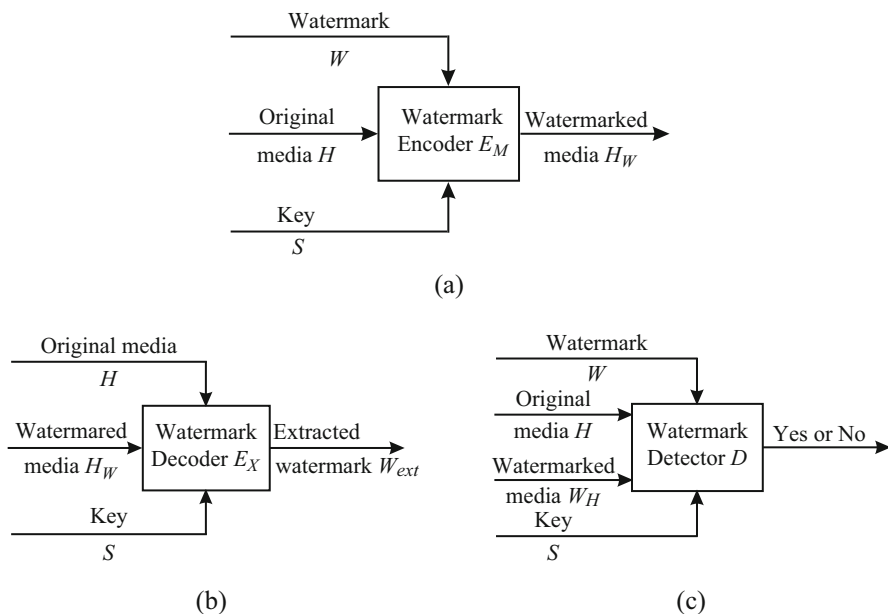 Watermark
W
Original
media H
Watermark
Encoder E_M
Watermarked
media H_W
Key
S
(a)
Original media
H
Watermared
media H_W
Watermark
Decoder E_X
Extracted
watermark W_ext
Key
S
(b)
Watermark
W
Original
media H
Watermarked
media W_H
Watermark
Detector D
Yes or No
Key
S
(c)